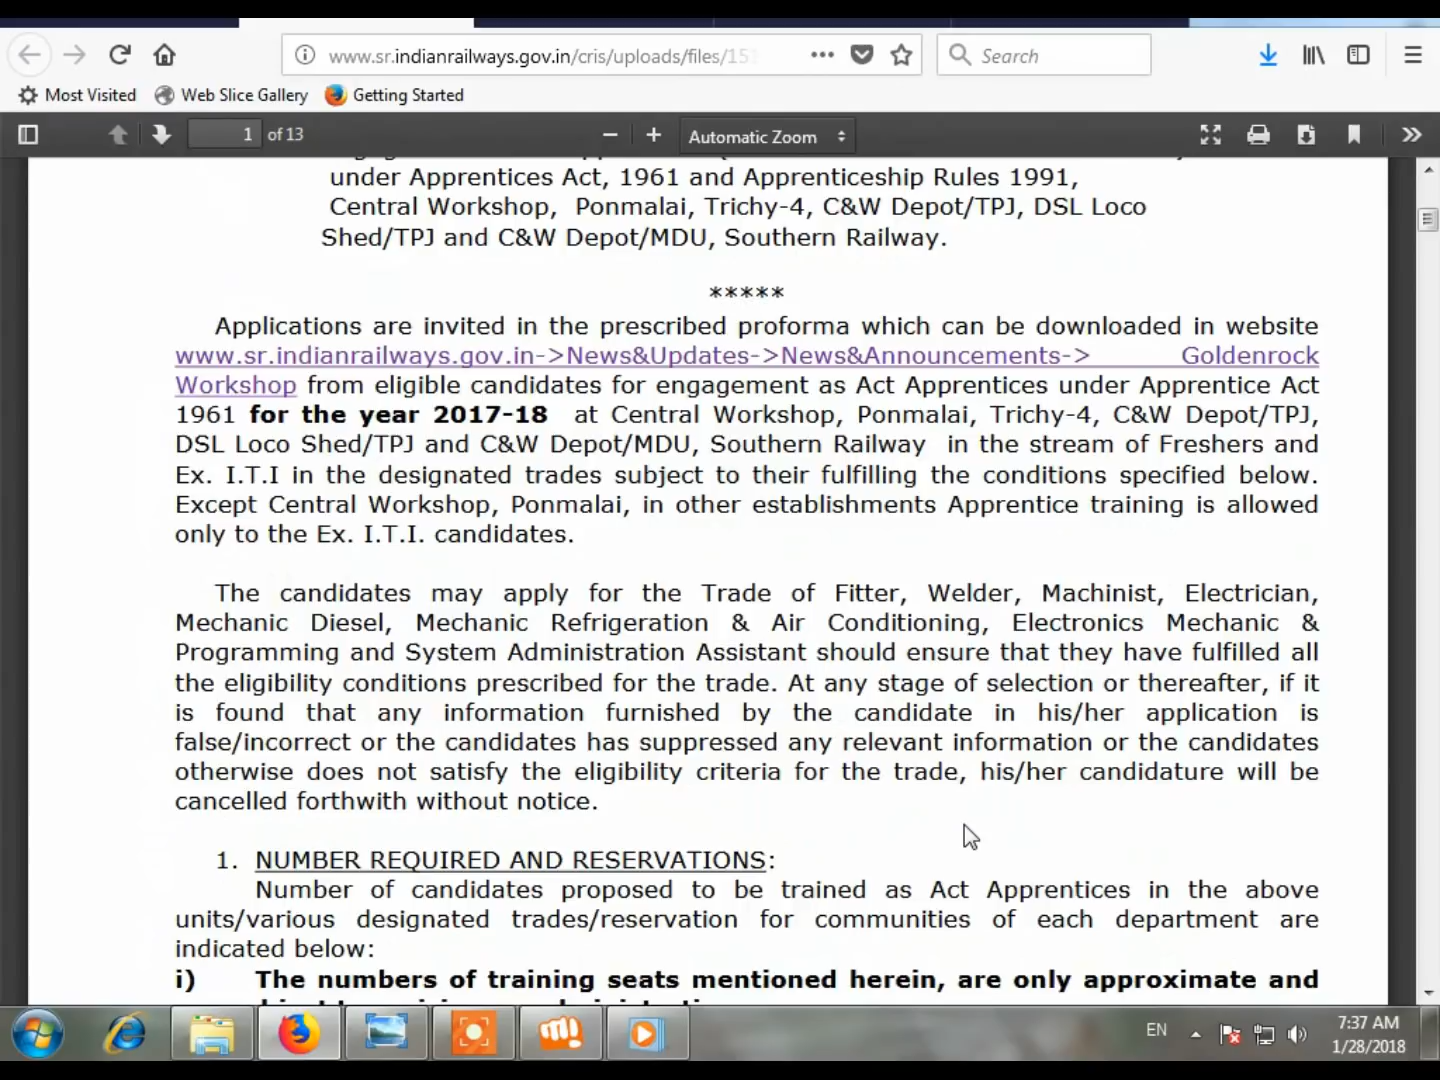 www.sr.indianrailways.gov.in/cris/uploads/files/151
Search
Most Visited
Web Slice Gallery
Getting Started
1 of 13
Automatic Zoom
under Apprentices Act, 1961 and Apprenticeship Rules 1991,
Central Workshop, Ponmalai, Trichy-4, C&W Depot/TPJ, DSL Loco
Shed/TPJ and C&W Depot/MDU, Southern Railway.
*****
Applications are invited in the prescribed proforma which can be downloaded in website
www.sr.indianrailways.gov.in->News&Updates->News&Announcements-> Goldenrock
Workshop from eligible candidates for engagement as Act Apprentices under Apprentice Act
1961 for the year 2017-18 at Central Workshop, Ponmalai, Trichy-4, C&W Depot/TPJ,
DSL Loco Shed/TPJ and C&W Depot/MDU, Southern Railway in the stream of Freshers and
Ex. I.T.I in the designated trades subject to their fulfilling the conditions specified below.
Except Central Workshop, Ponmalai, in other establishments Apprentice training is allowed
only to the Ex. I.T.I. candidates.
The candidates may apply for the Trade of Fitter, Welder, Machinist, Electrician,
Mechanic Diesel, Mechanic Refrigeration & Air Conditioning, Electronics Mechanic &
Programming and System Administration Assistant should ensure that they have fulfilled all
the eligibility conditions prescribed for the trade. At any stage of selection or thereafter, if it
is found that any information furnished by the candidate in his/her application is
false/incorrect or the candidates has suppressed any relevant information or the candidates
otherwise does not satisfy the eligibility criteria for the trade, his/her candidature will be
cancelled forthwith without notice.
1. NUMBER REQUIRED AND RESERVATIONS:
Number of candidates proposed to be trained as Act Apprentices in the above
units/various designated trades/reservation for communities of each department are
indicated below:
i) The numbers of training seats mentioned herein, are only approximate and
EN
7:37 AM
1/28/2018